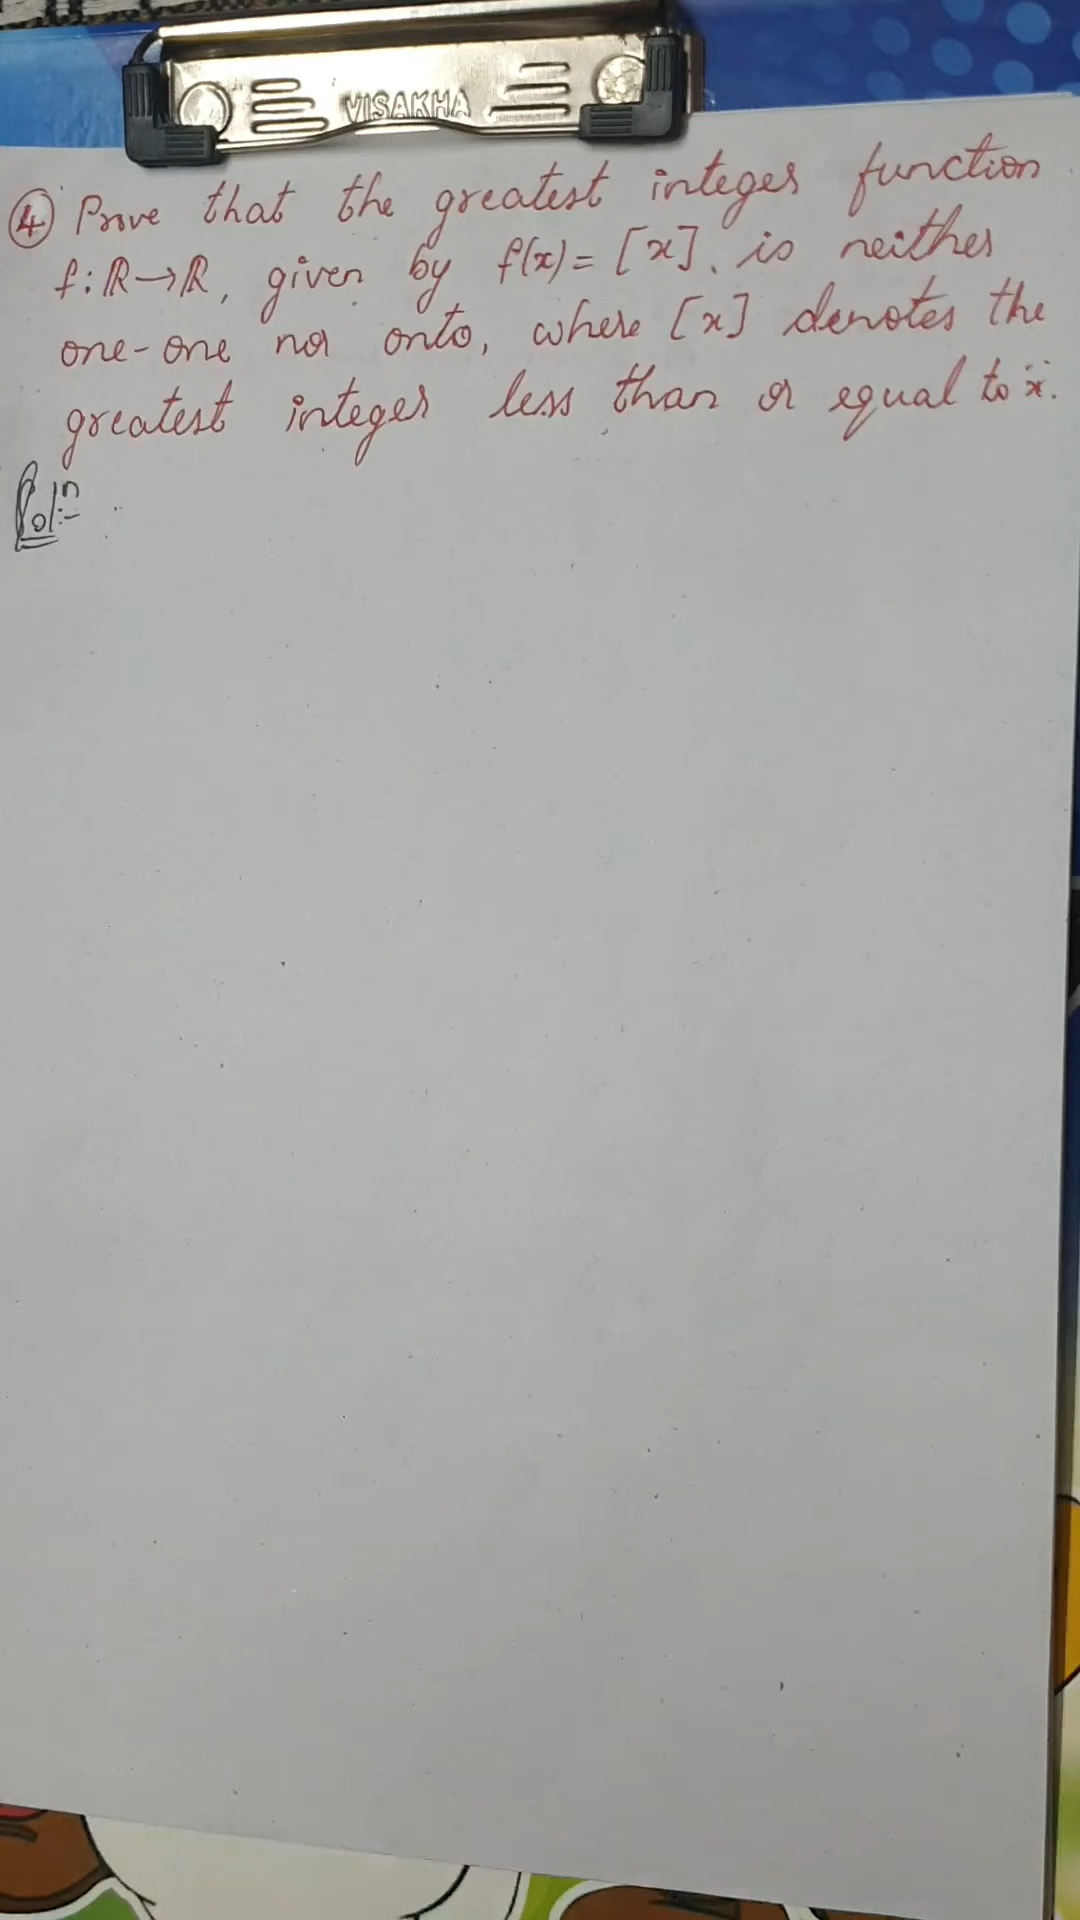 VISAKHA
④ Prove that the greatest integer function
f: ℝ→ℝ, given by f(x) = [x], is neither
one-one nor onto, where [x] denotes the
greatest integer less than or equal to x.
Solⁿ:-